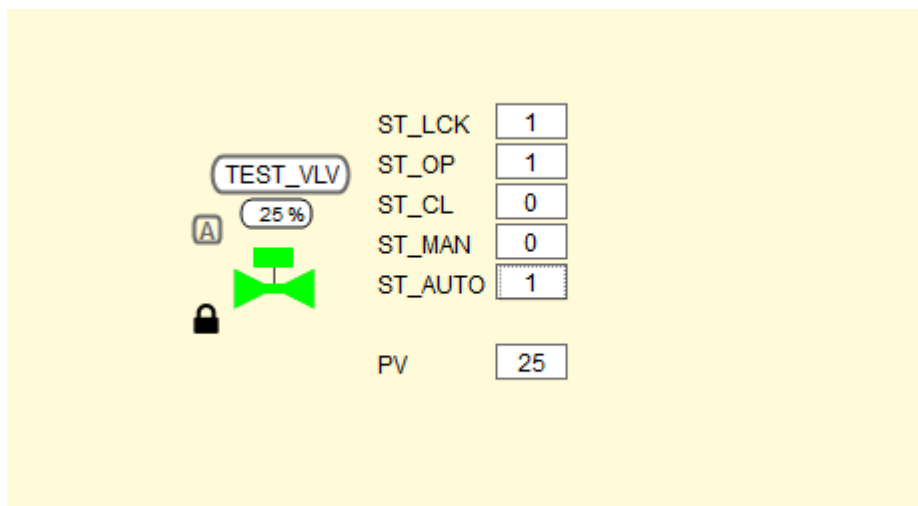 TEST_VLV
25 %
A
ST_LCK 1
ST_OP 1
ST_CL 0
ST_MAN 0
ST_AUTO 1
PV 25